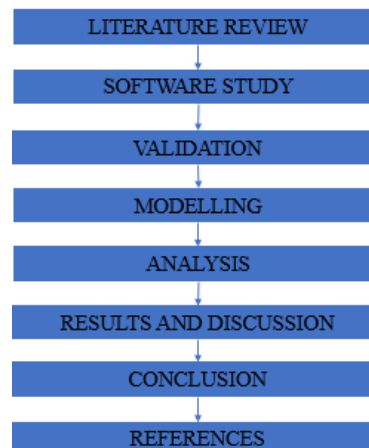 LITERATURE REVIEW
SOFTWARE STUDY
VALIDATION
MODELLING
ANALYSIS
RESULTS AND DISCUSSION
CONCLUSION
REFERENCES